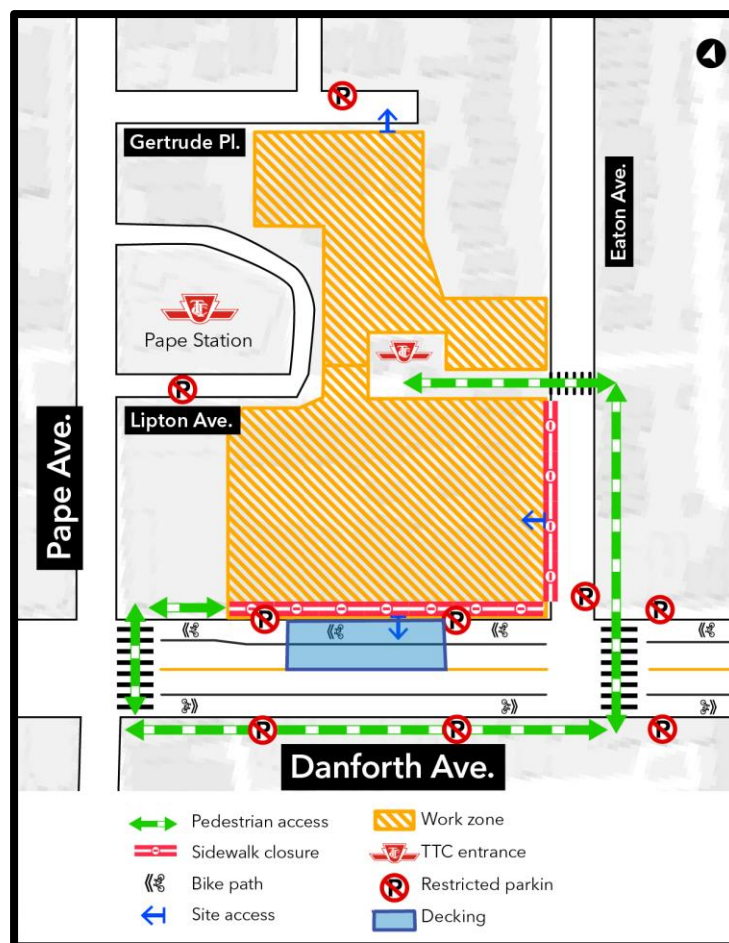 Gertrude Pl.
Eaton Ave.
Pape Station
Lipton Ave.
Pape Ave.
Danforth Ave.
Pedestrian access
Work zone
Sidewalk closure
TTC entrance
Bike path
Restricted parkin
Site access
Decking